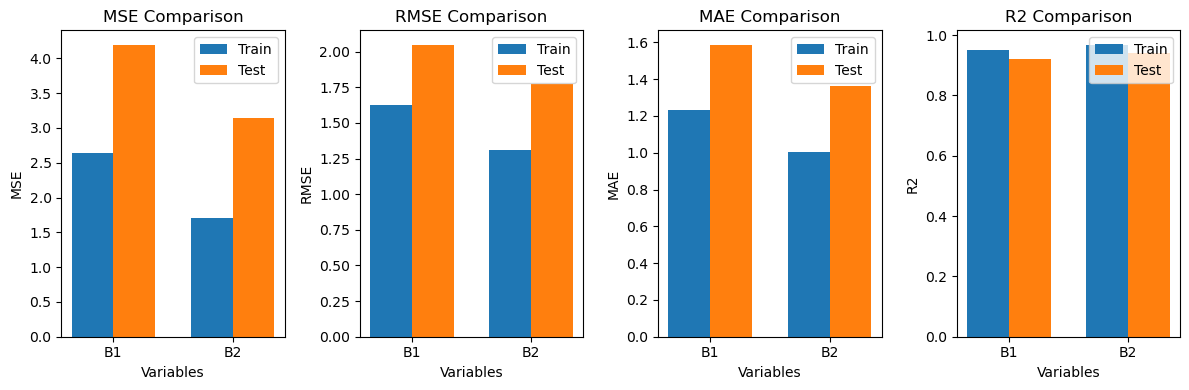 MSE Comparison
MSE
4.0
3.5
3.0
2.5
2.0
1.5
1.0
0.5
0.0
Train
Test
B1
B2
Variables
RMSE Comparison
RMSE
2.00
1.75
1.50
1.25
1.00
0.75
0.50
0.25
0.00
Train
Test
B1
B2
Variables
MAE Comparison
MAE
1.6
1.4
1.2
1.0
0.8
0.6
0.4
0.2
0.0
Train
Test
B1
B2
Variables
R2 Comparison
R2
1.0
0.8
0.6
0.4
0.2
0.0
Train
Test
B1
B2
Variables